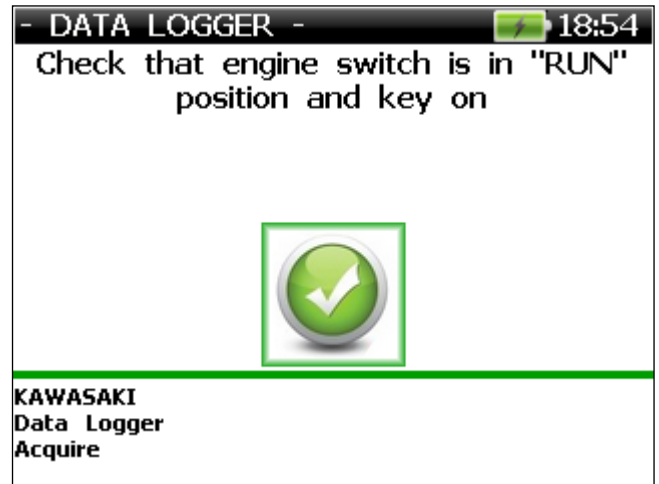 - DATA LOGGER - 18:54
Check that engine switch is in "RUN"
position and key on
KAWASAKI
Data Logger
Acquire